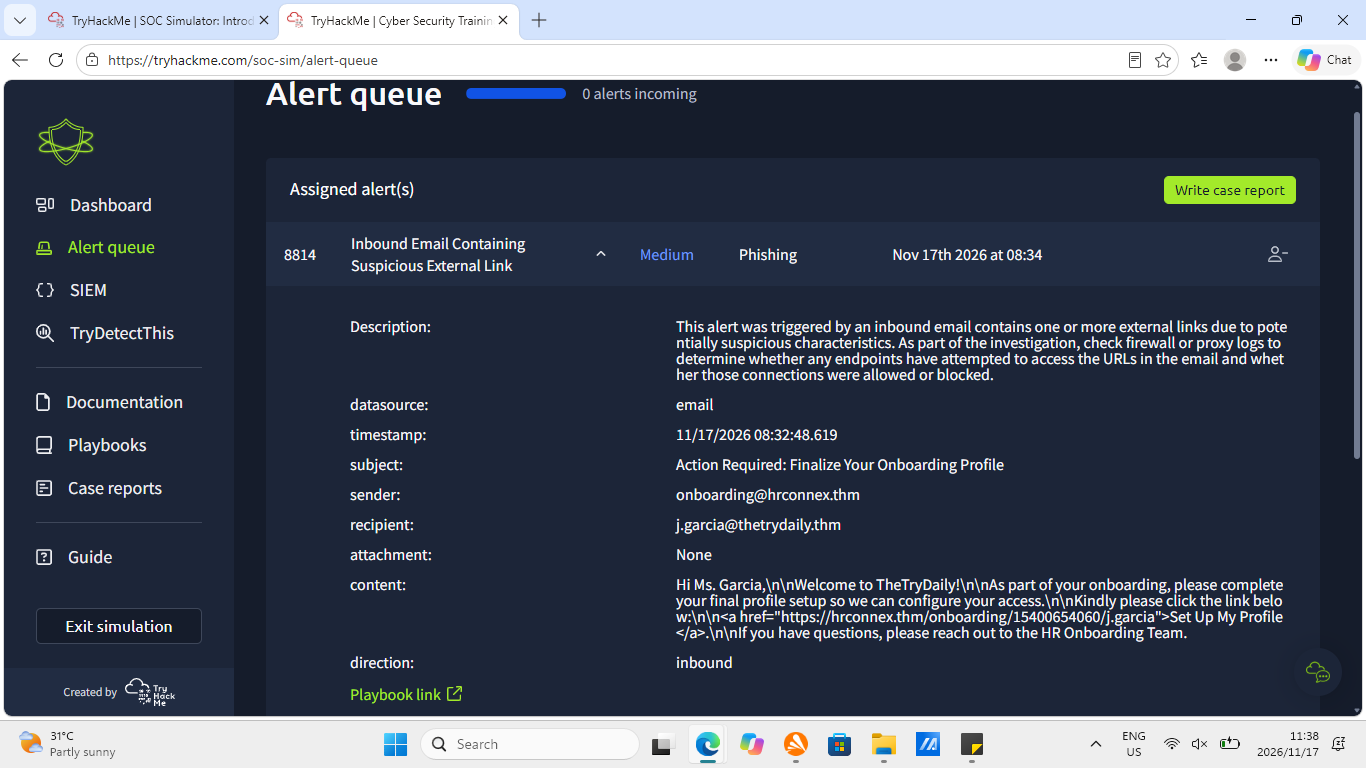 TryHackMe | SOC Simulator: Introd
TryHackMe | Cyber Security Trainin
https://tryhackme.com/soc-sim/alert-queue
Chat
Alert queue
0 alerts incoming
Dashboard
Alert queue
SIEM
TryDetectThis
Documentation
Playbooks
Case reports
Guide
Exit simulation
Created by
Try
Hack
Me
Assigned alert(s)
Write case report
8814
Inbound Email Containing
Suspicious External Link
Medium
Phishing
Nov 17th 2026 at 08:34
Description:
This alert was triggered by an inbound email contains one or more external links due to pote
ntially suspicious characteristics. As part of the investigation, check firewall or proxy logs to
determine whether any endpoints have attempted to access the URLs in the email and whet
her those connections were allowed or blocked.
datasource:
email
timestamp:
11/17/2026 08:32:48.619
subject:
Action Required: Finalize Your Onboarding Profile
sender:
onboarding@hrconnex.thm
recipient:
j.garcia@thetrydaily.thm
attachment:
None
content:
Hi Ms. Garcia,\n\nWelcome to TheTryDaily!\n\nAs part of your onboarding, please complete
your final profile setup so we can configure your access.\n\nKindly please click the link belo
w:\n\n<a href="https://hrconnex.thm/onboarding/15400654060/j.garcia">Set Up My Profile
</a>.\n\nIf you have questions, please reach out to the HR Onboarding Team.
direction:
inbound
Playbook link
31°C
Partly sunny
Search
ENG
US
11:38
2026/11/17